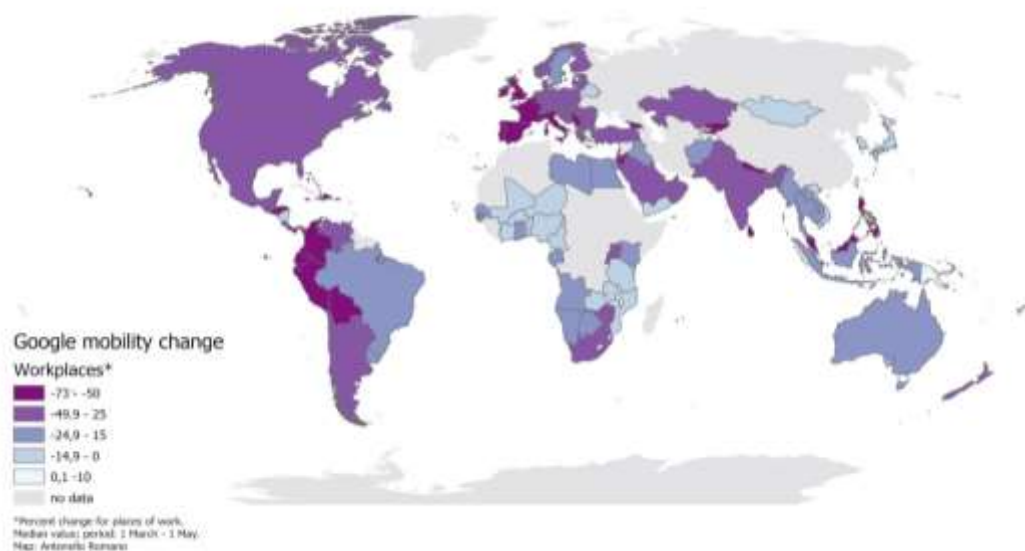 Google mobility change
Workplaces*
-73 - -50
-49,9 - 25
-24,9 - 15
-14,9 - 0
0,1 -10
no data
*Percent change for places of work.
Median value; period: 1 March - 1 May.
Map: Antonello Romano